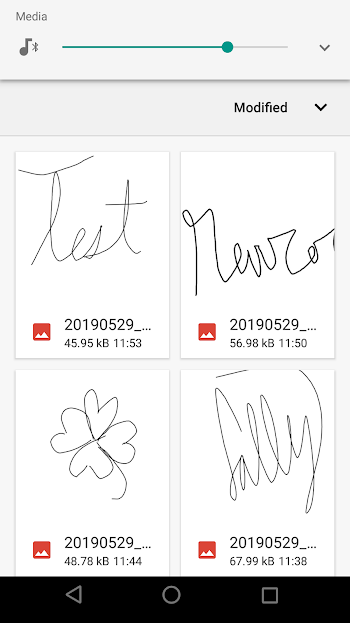 Media
Modified
Test
20190529_...
45.95 kB 11:53
20190529_...
56.98 kB 11:50
20190529_...
48.78 kB 11:44
Sally
20190529_...
67.99 kB 11:38